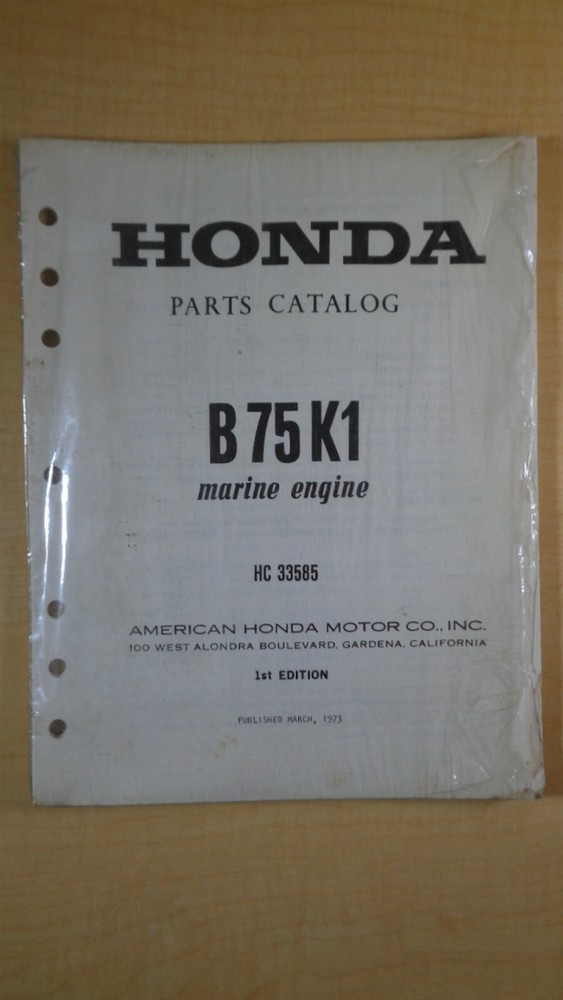 HONDA
PARTS CATALOG
B 75 K1
marine engine
HC 33585
AMERICAN HONDA MOTOR CO., INC.
100 WEST ALONDRA BOULEVARD, GARDENA, CALIFORNIA
1st EDITION
PUBLISHED MARCH, 1973